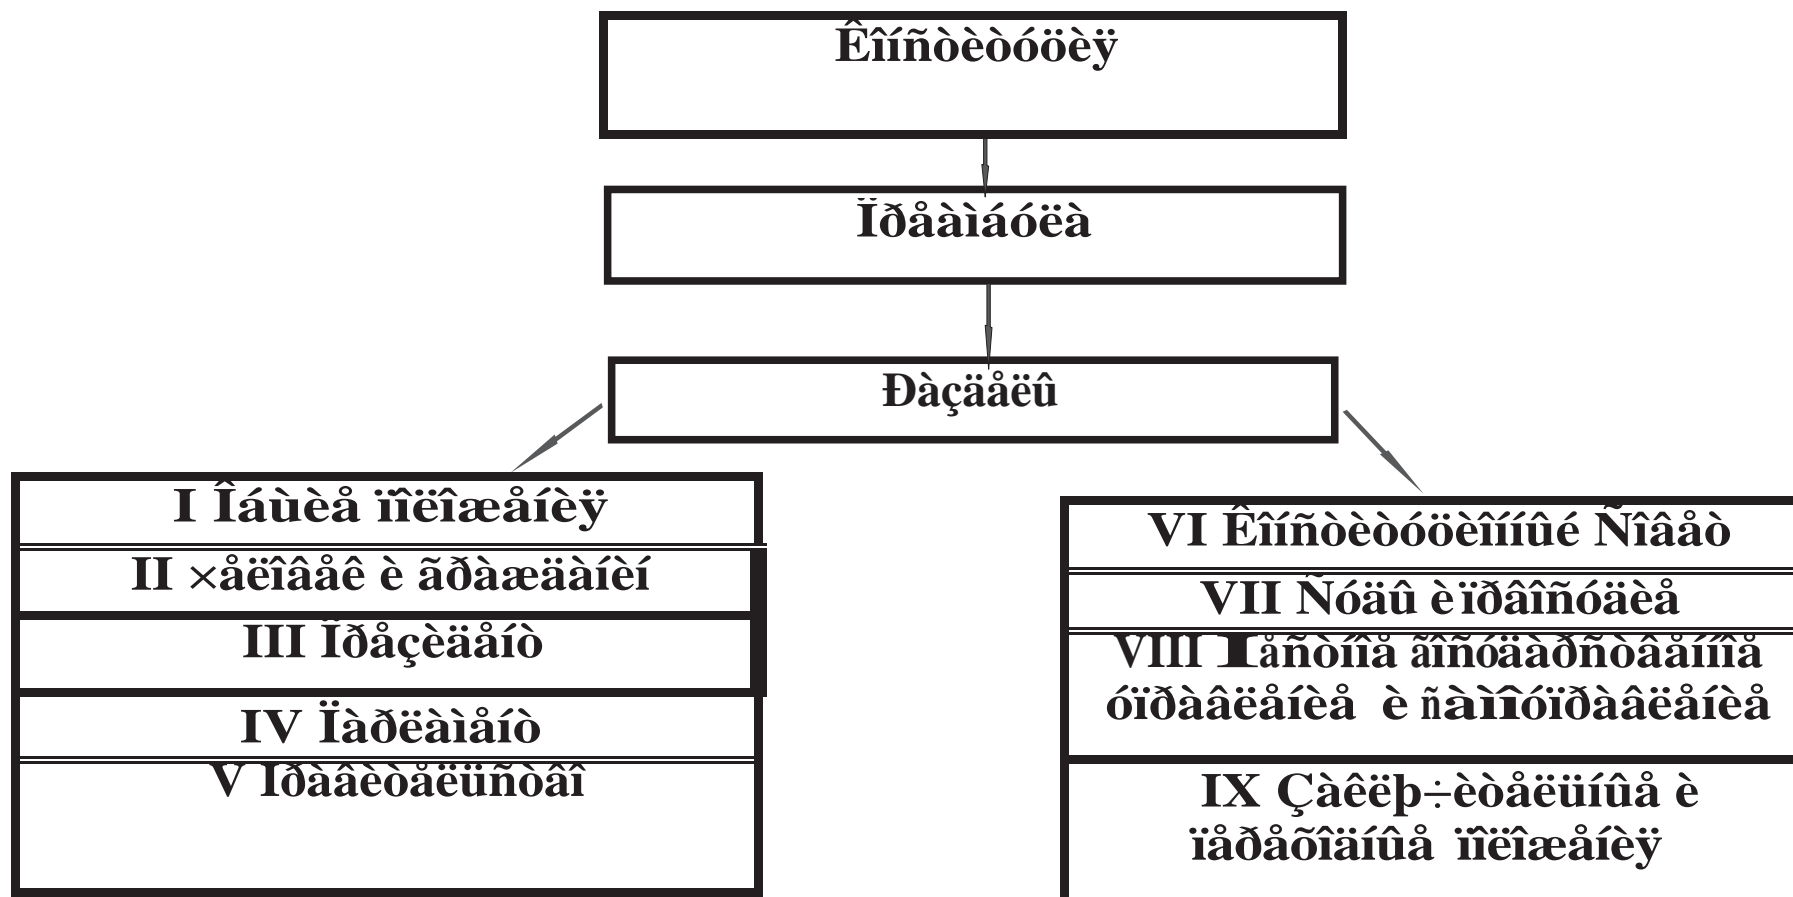 Êîíñòèòóöèÿ
Ïðåàìáóëà
Ðàçäåëû
I Îáùèå ïîëîæåíèÿ
II ×åëîâåê è ãðàæäàíèí
III Ïðåçèäåíò
IV Ïàðëàìåíò
V Ïðàâèòåëüñòâî
VI Êîíñòèòóöèîííûé Ñîâåò
VII Ñóäû è ïðàâîñóäèå
VIII Ìåñòíîå ãîñóäàðñòâåííîå
óïðàâëåíèå è ñàìîóïðàâëåíèå
IX Çàêëþ÷èòåëüíûå è
ïåðåõîäíûå ïîëîæåíèÿ